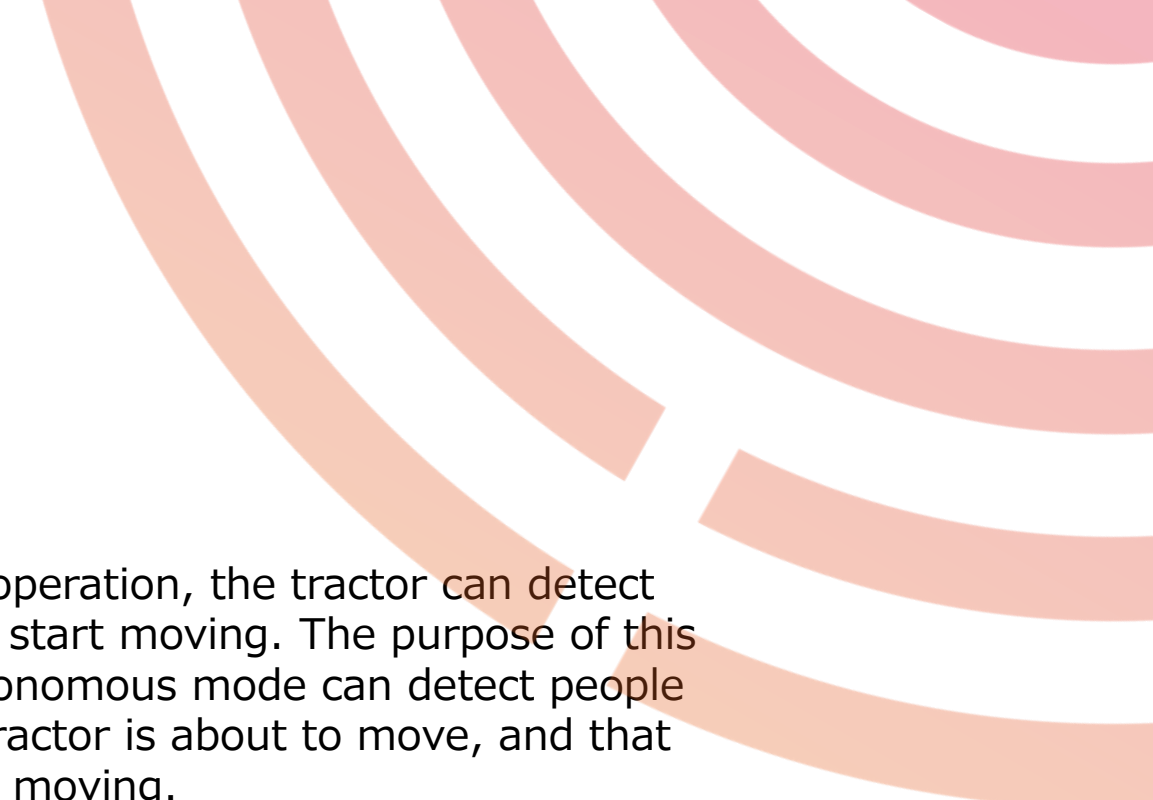 operation, the tractor can detect
start moving. The purpose of this
onomous mode can detect people
ractor is about to move, and that
moving.